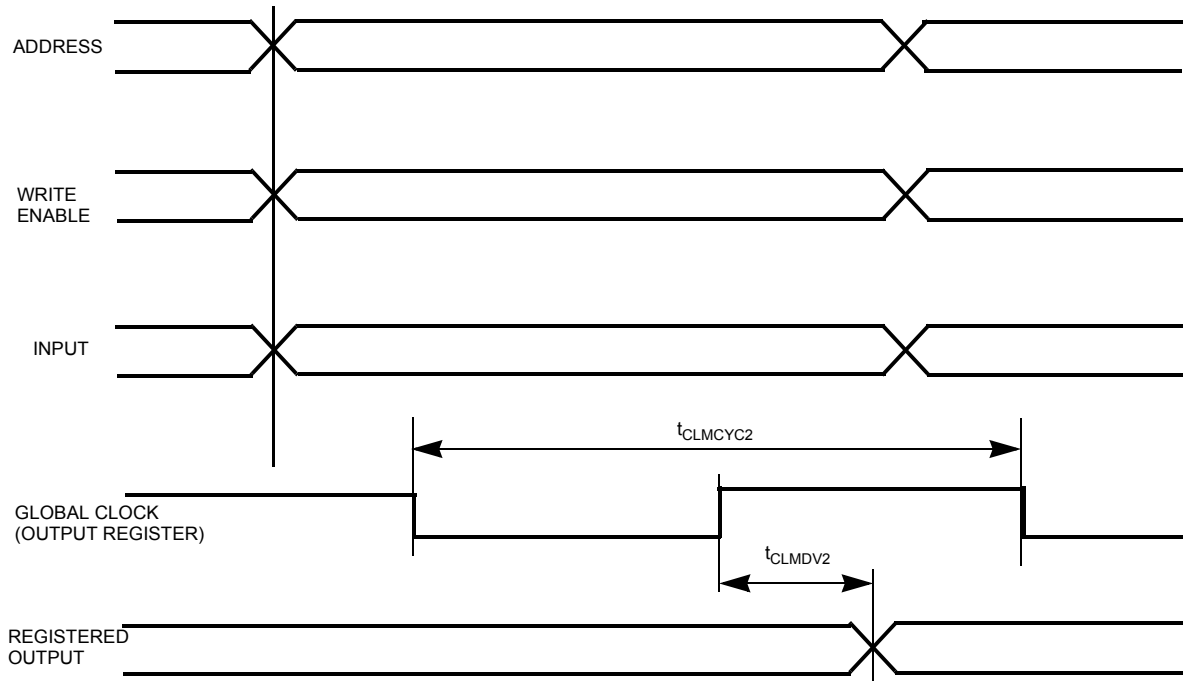 ADDRESS
WRITE
ENABLE
INPUT
tCLMCYC2
GLOBAL CLOCK
(OUTPUT REGISTER)
tCLMDV2
REGISTERED
OUTPUT